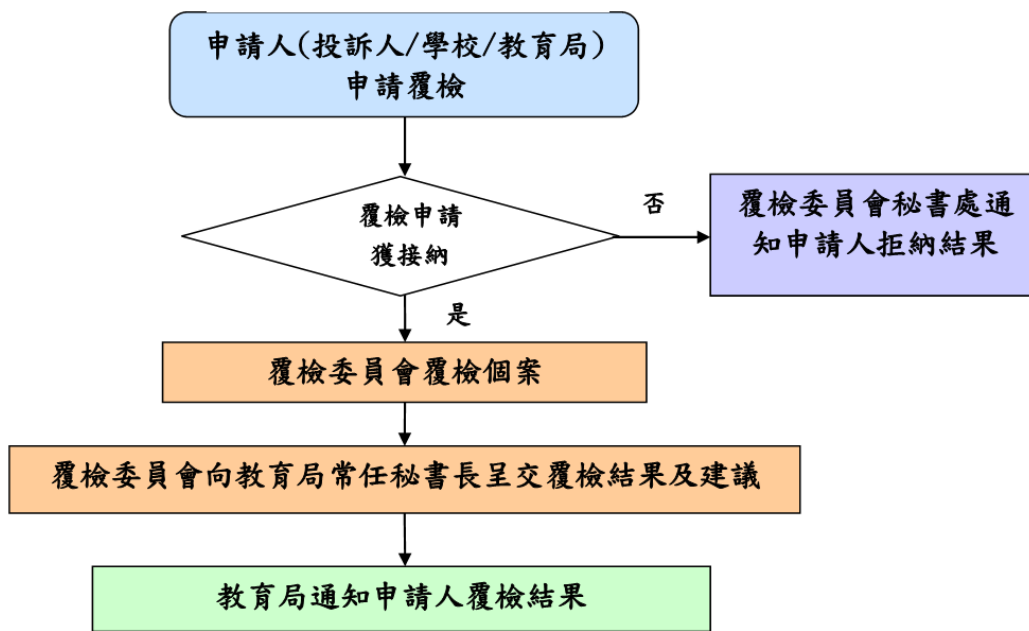 申請人(投訴人/學校/教育局)
申請覆檢
覆檢申請
獲接納
否
覆檢委員會秘書處通
知申請人拒納結果
是
覆檢委員會覆檢個案
覆檢委員會向教育局常任秘書長呈交覆檢結果及建議
教育局通知申請人覆檢結果